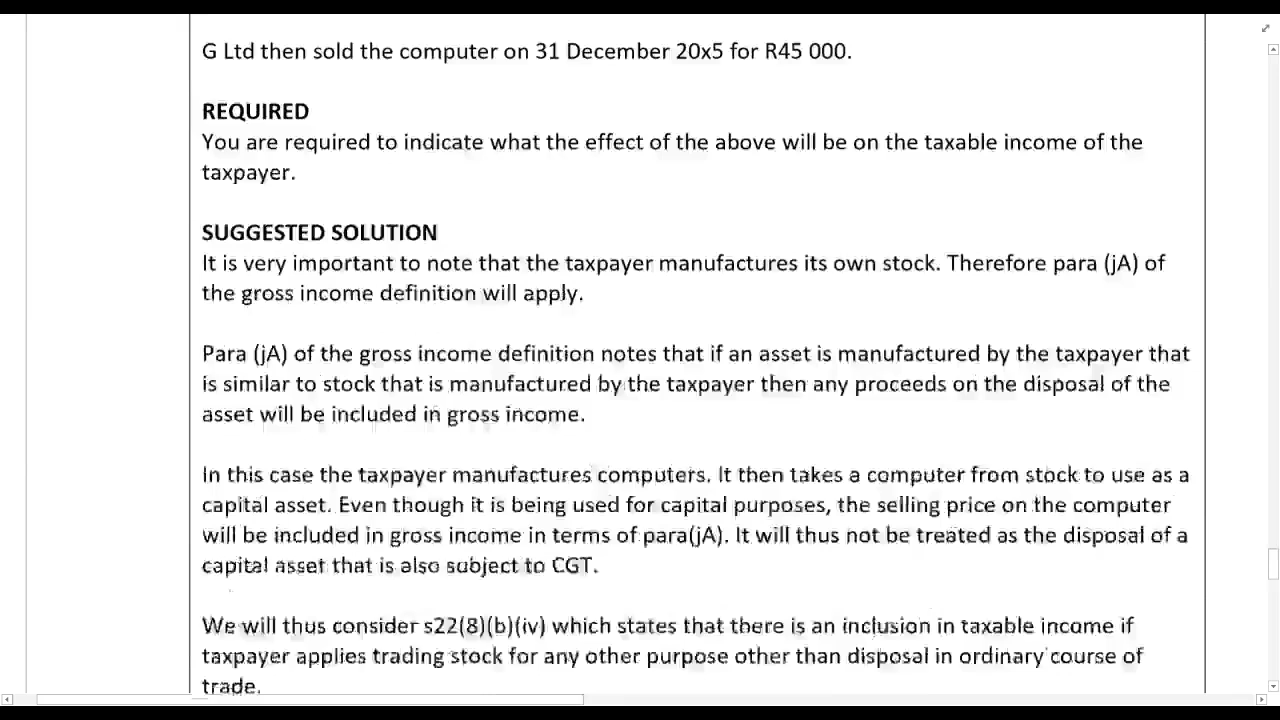 G Ltd then sold the computer on 31 December 20x5 for R45 000.
REQUIRED
You are required to indicate what the effect of the above will be on the taxable income of the
taxpayer.
SUGGESTED SOLUTION
It is very important to note that the taxpayer manufactures its own stock. Therefore para (jA) of
the gross income definition will apply.
Para (jA) of the gross income definition notes that if an asset is manufactured by the taxpayer that
is similar to stock that is manufactured by the taxpayer then any proceeds on the disposal of the
asset will be included in gross income.
In this case the taxpayer manufactures computers. It then takes a computer from stock to use as a
capital asset. Even though it is being used for capital purposes, the selling price on the computer
will be included in gross income in terms of para(jA). It will thus not be treated as the disposal of a
capital asset that is also subject to CGT.
We will thus consider s22(8)(b)(iv) which states that there is an inclusion in taxable income if
taxpayer applies trading stock for any other purpose other than disposal in ordinary course of
trade.